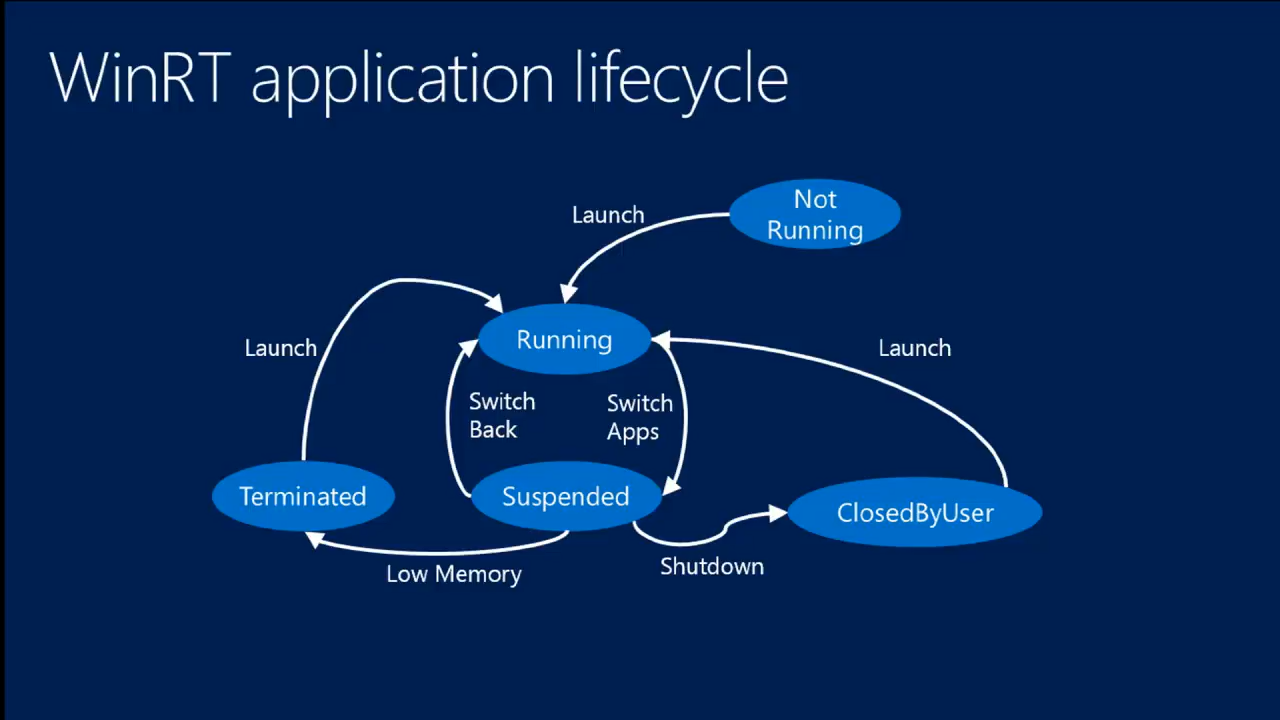 WinRT application lifecycle
Not
Running
Launch
Running
Launch
Launch
Switch
Back
Switch
Apps
Terminated
Suspended
ClosedByUser
Low Memory
Shutdown